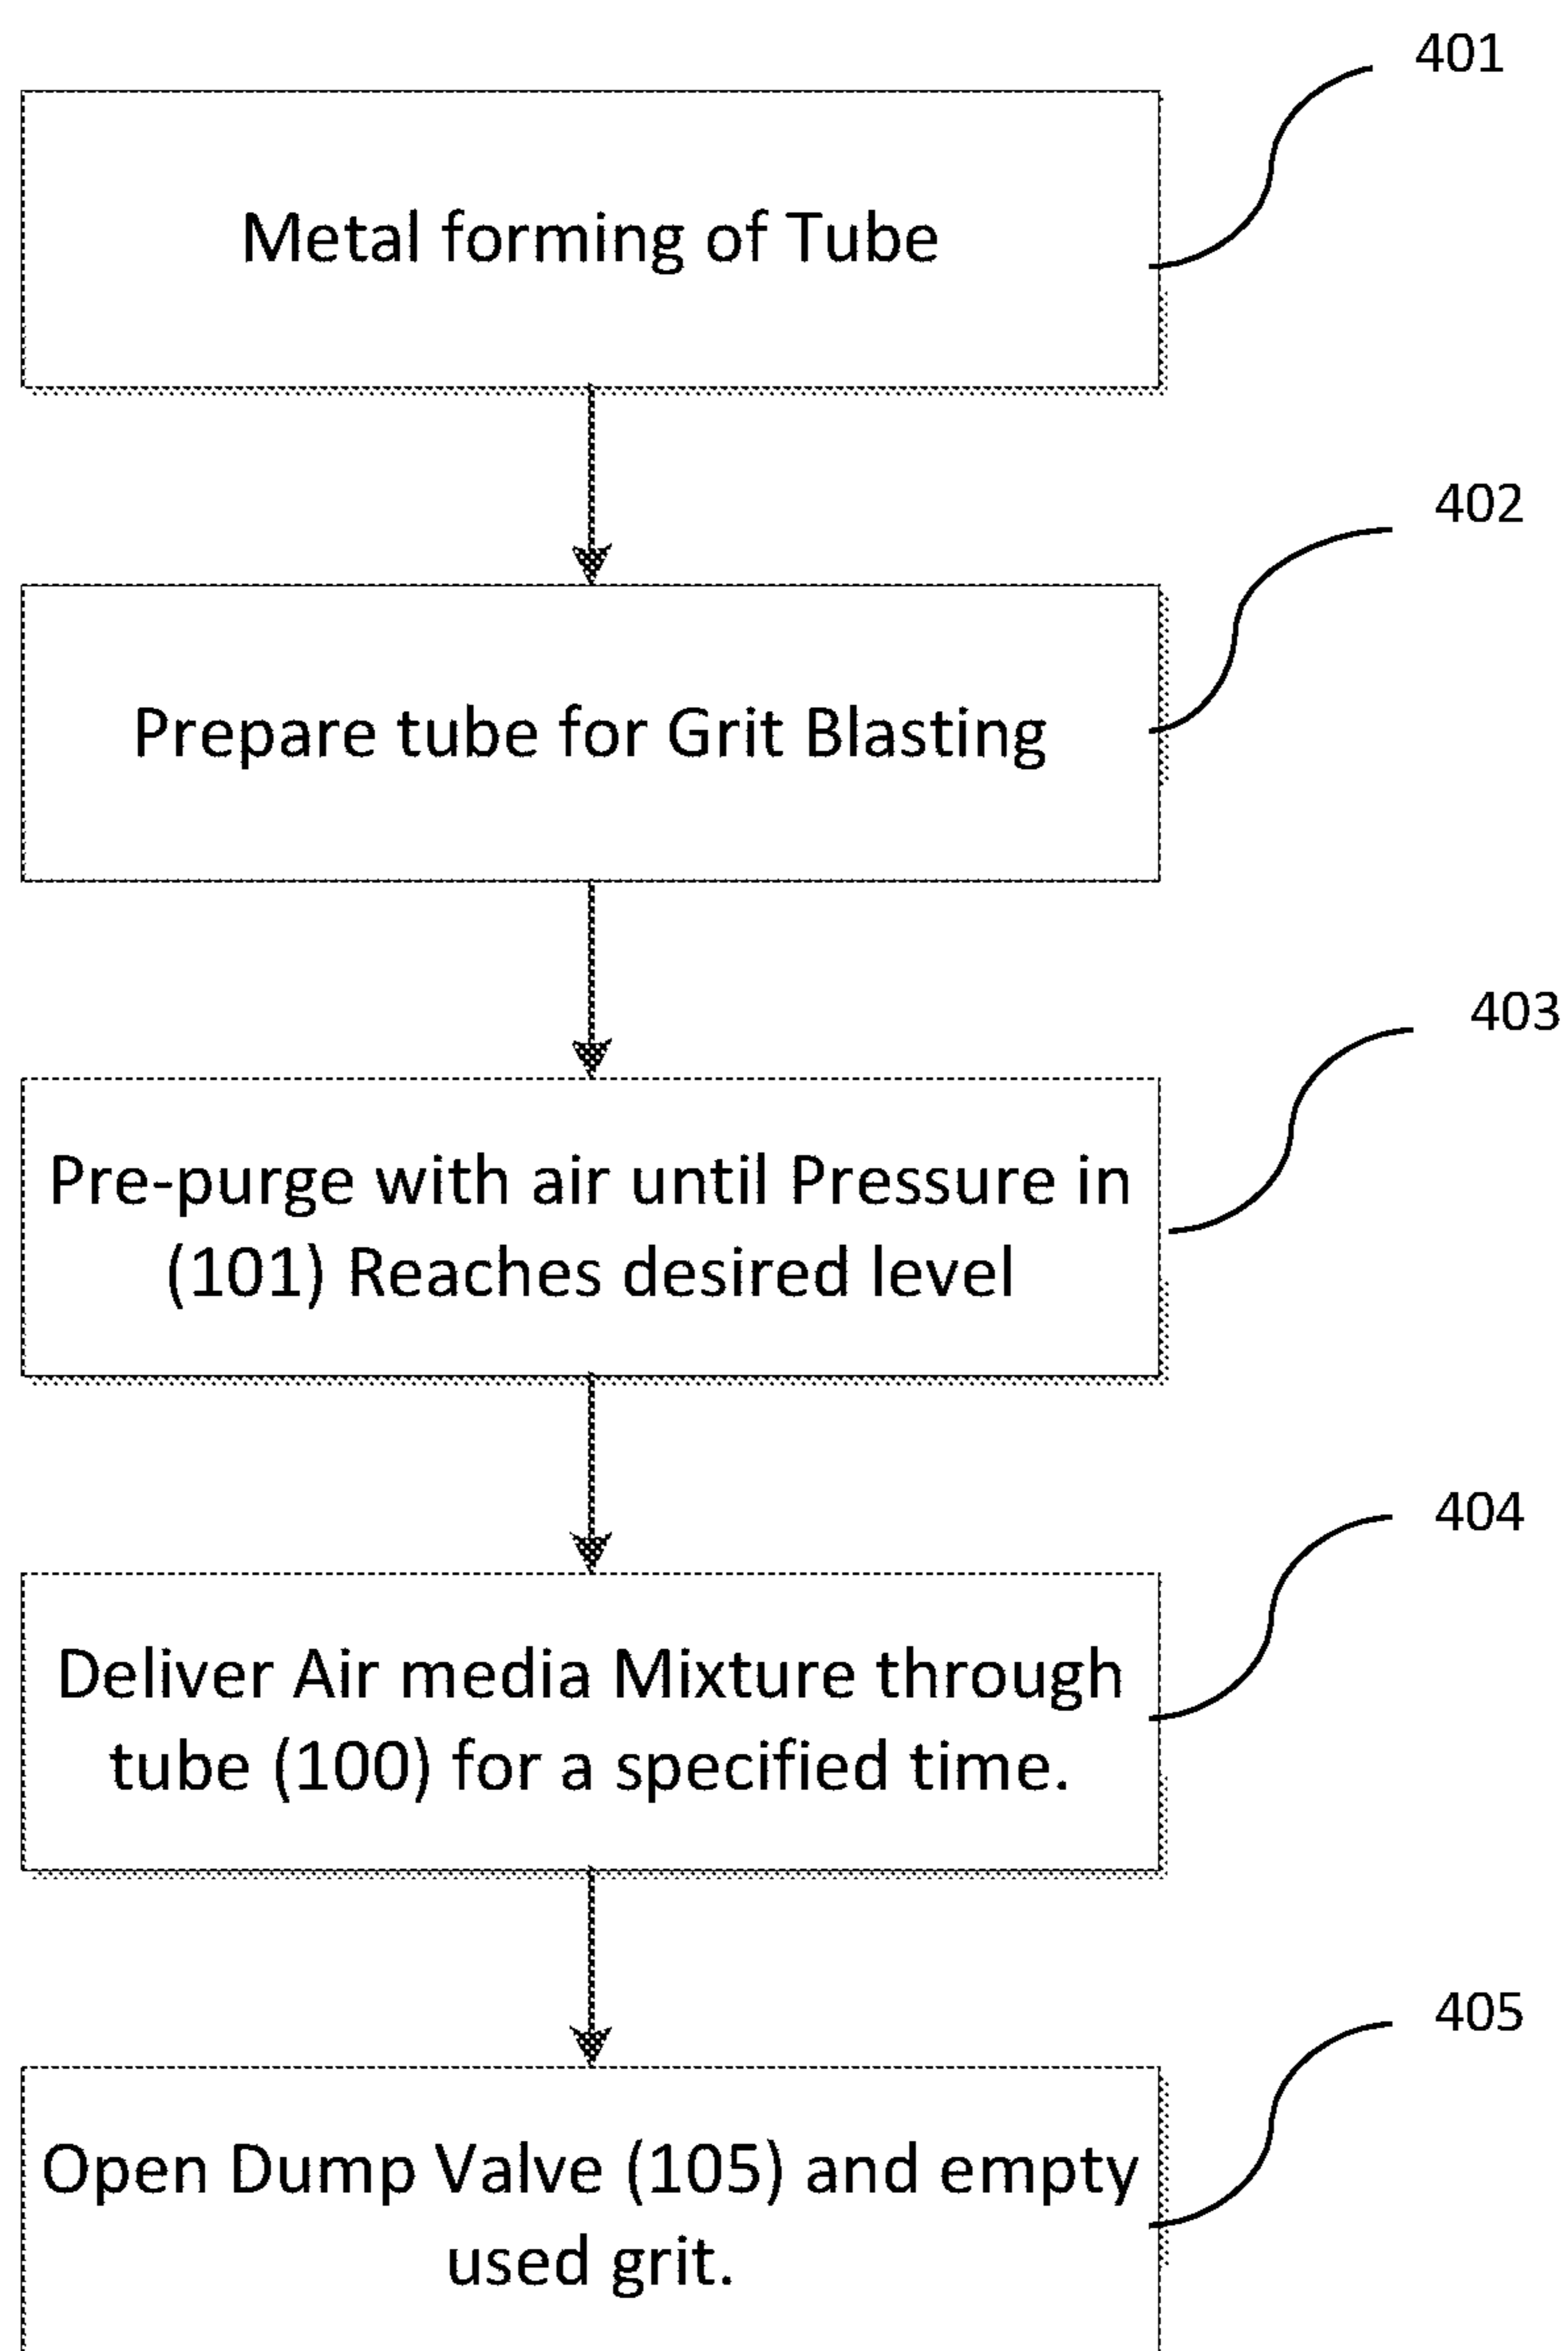 401
Metal forming of Tube
402
Prepare tube for Grit Blasting
403
Pre-purge with air until Pressure in
(101) Reaches desired level
404
Deliver Air media Mixture through
tube (100) for a specified time.
405
Open Dump Valve (105) and empty
used grit.